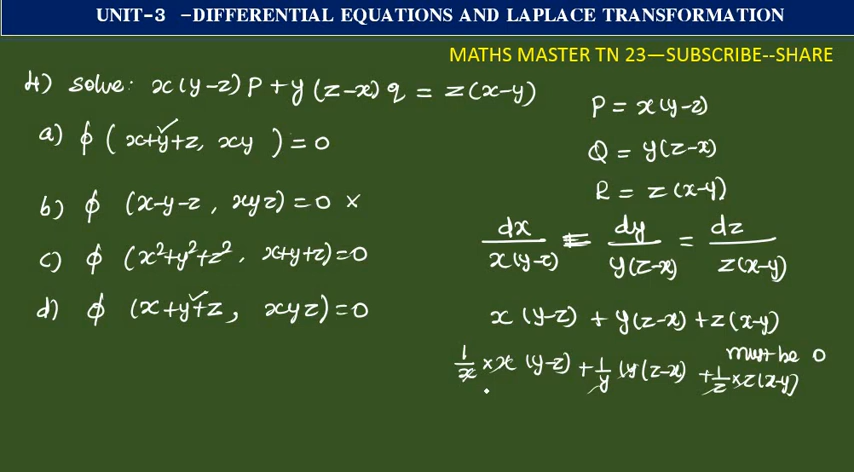 UNIT-3 -DIFFERENTIAL EQUATIONS AND LAPLACE TRANSFORMATION
MATHS MASTER TN 23—SUBSCRIBE--SHARE
4) solve: x(y-z) P + y(z-x) q = z(x-y)
a) ϕ (x+y+z, xy ) = 0
b) ϕ (x-y-z, xyz) = 0 ×
c) ϕ (x²+y²+z², x+y+z) = 0
d) ϕ (x+y+z, xyz) = 0
P = x(y-z)
Q = y(z-x)
R = z(x-y)
dx/x(y-z) = dy/y(z-x) = dz/z(x-y)
x(y-z) + y(z-x) + z(x-y)
must be 0
1/x × x(y-z) + 1/y y(z-x) + 1/z × z(x-y)